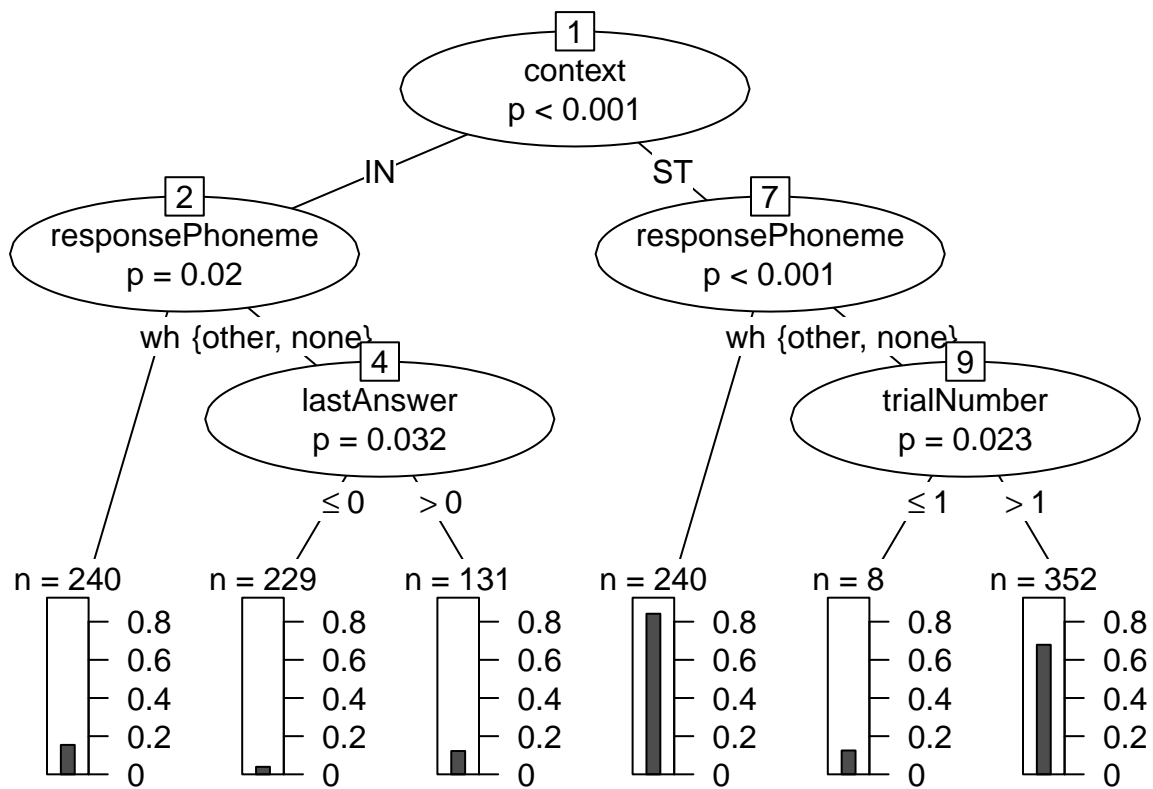 1
context
p < 0.001
IN
ST
2
responsePhoneme
p = 0.02
7
responsePhoneme
p < 0.001
wh {other, none}
wh {other, none}
4
lastAnswer
p = 0.032
9
trialNumber
p = 0.023
≤ 0
> 0
≤ 1
> 1
n = 240
n = 229
n = 131
n = 240
n = 8
n = 352
0.8
0.6
0.4
0.2
0
0.8
0.6
0.4
0.2
0
0.8
0.6
0.4
0.2
0
0.8
0.6
0.4
0.2
0
0.8
0.6
0.4
0.2
0
0.8
0.6
0.4
0.2
0